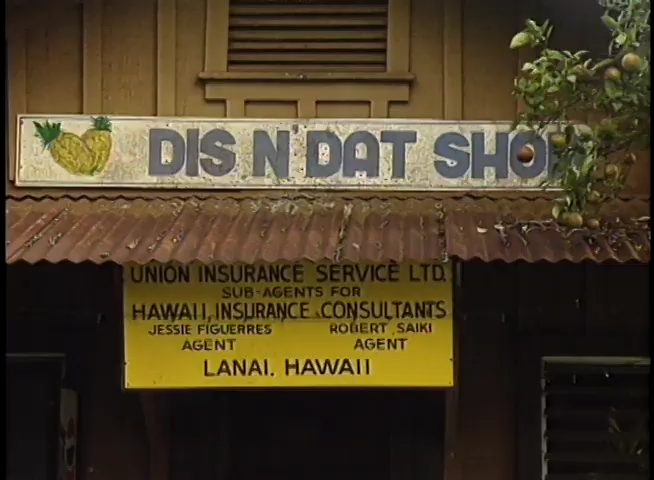 DIS N' DAT SHOP
UNION INSURANCE SERVICE LTD.
SUB-AGENTS FOR
HAWAII, INSURANCE CONSULTANTS
JESSIE FIGUERRES ROBERT SAIKI
AGENT AGENT
LANAI, HAWAII